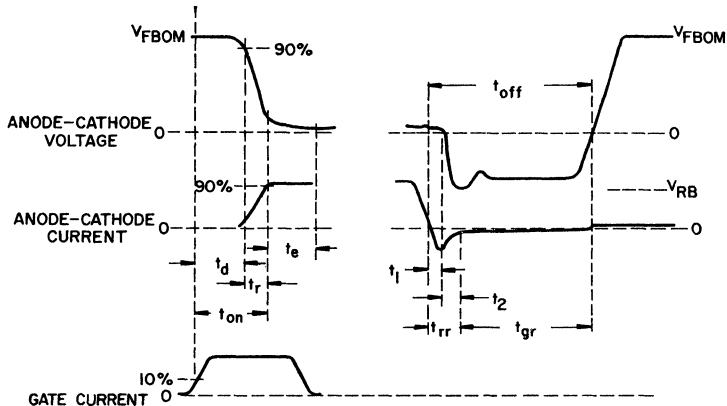 VFBOM
90%
toff
VFBOM
ANODE-CATHODE 0
VOLTAGE
0
90%
VRB
ANODE-CATHODE 0
CURRENT
0
td
te
t1
tr
t2
ton
trr
tgr
10%
GATE CURRENT 0